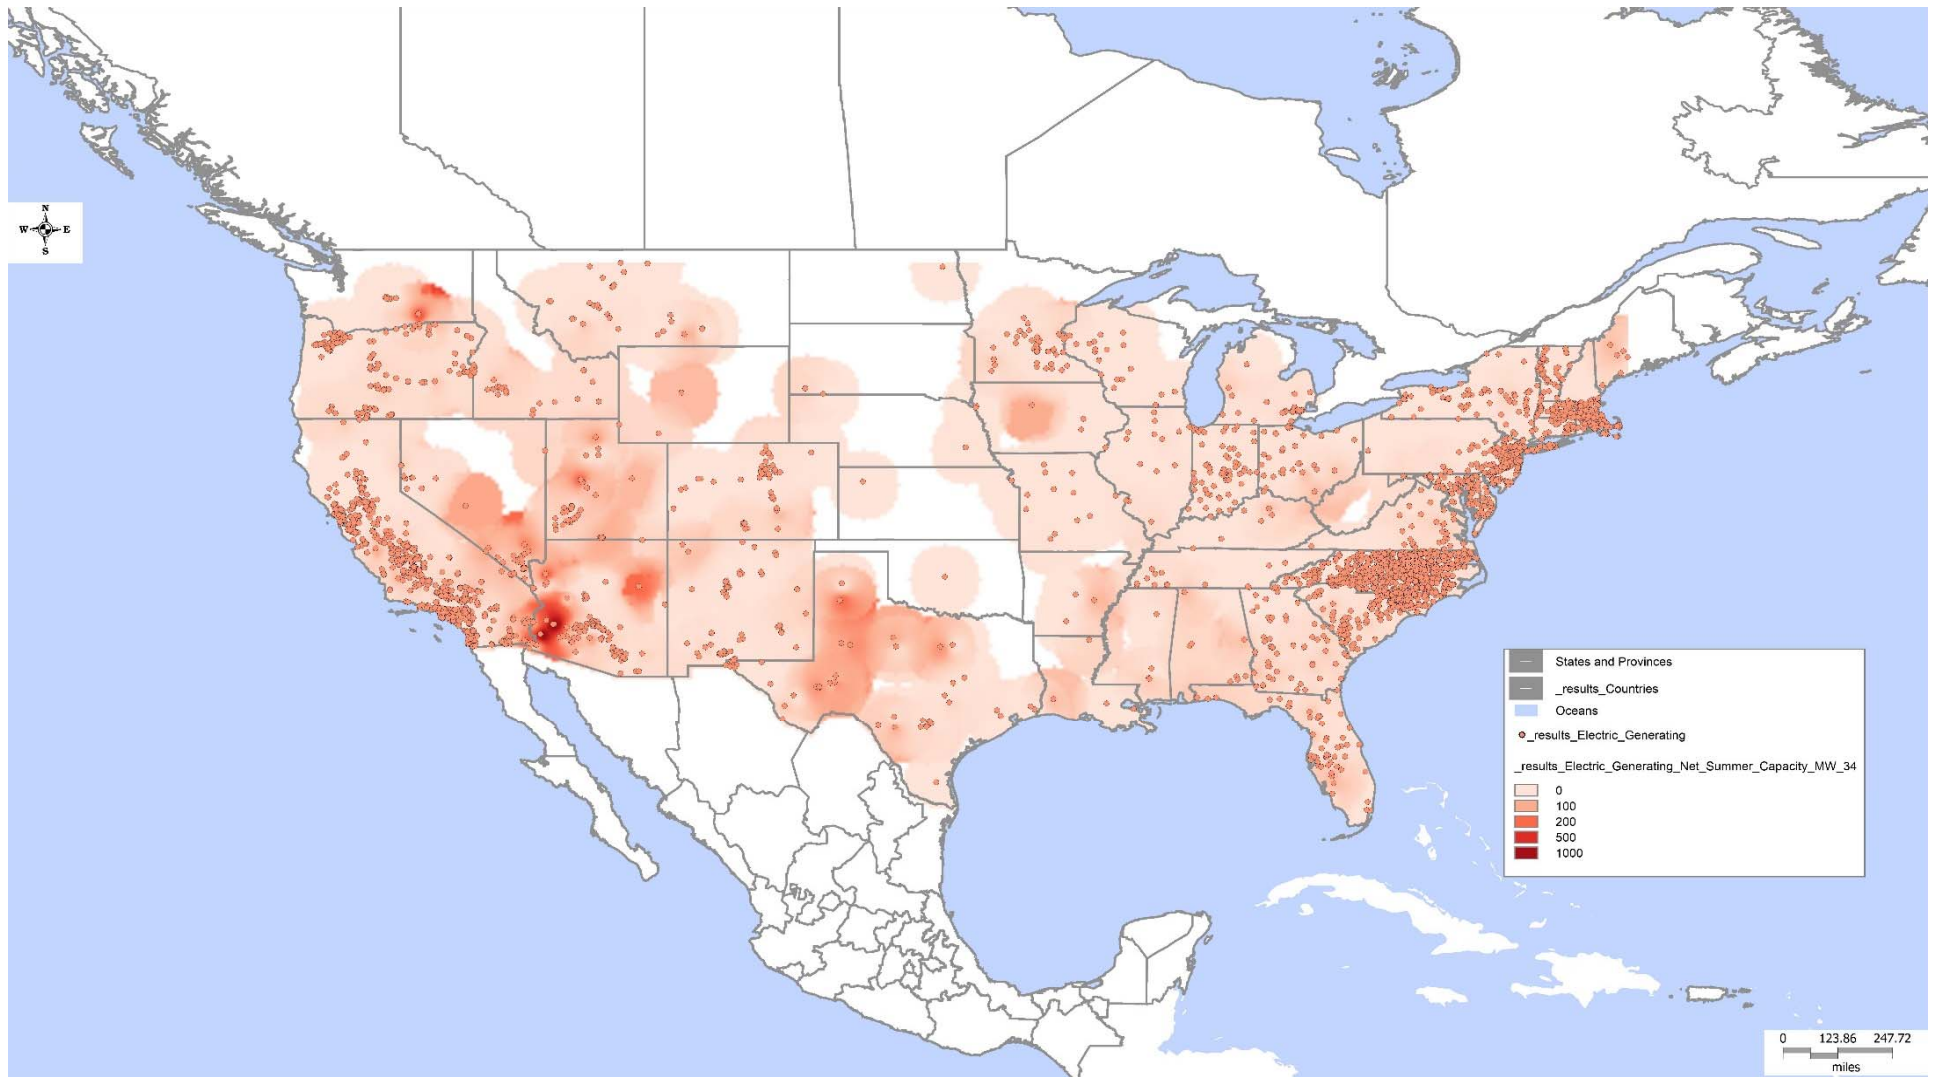 N
W E
S
States and Provinces
_results_Countries
Oceans
_results_Electric_Generating
_results_Electric_Generating_Net_Summer_Capacity_MW_34
0
100
200
500
1000
0 123.86 247.72
miles